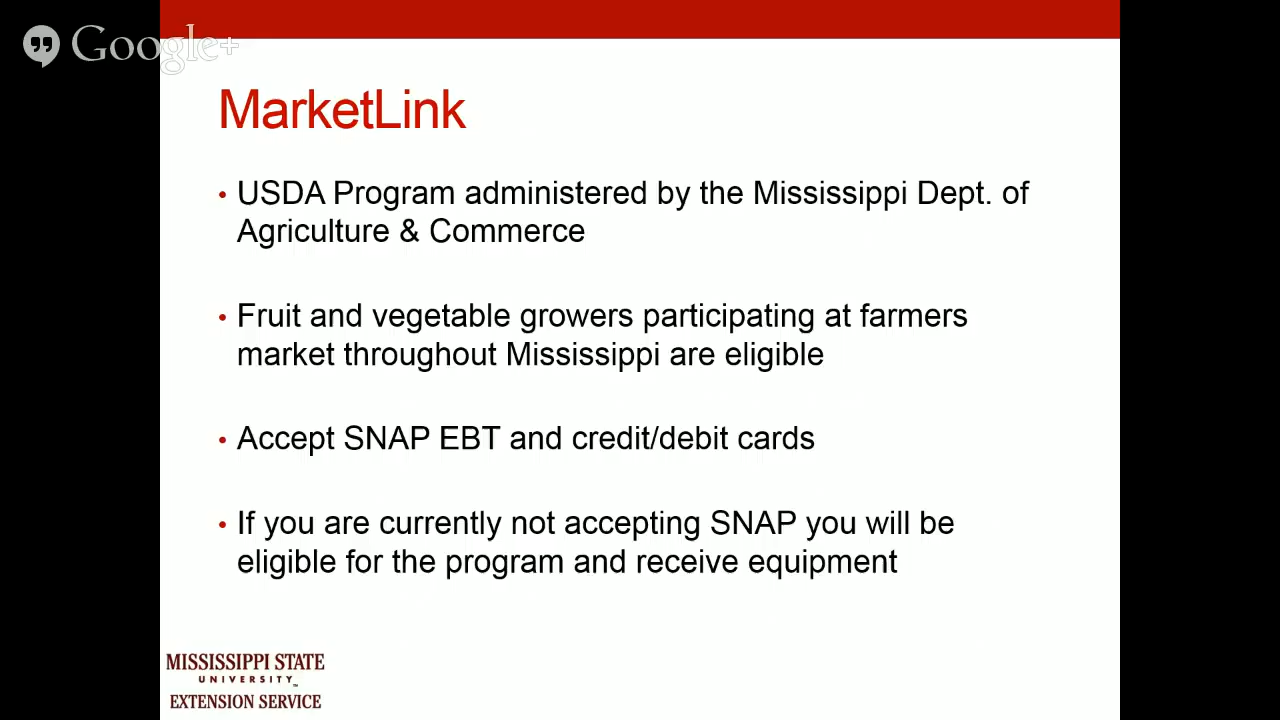 Google+
MarketLink
• USDA Program administered by the Mississippi Dept. of
Agriculture & Commerce
• Fruit and vegetable growers participating at farmers
market throughout Mississippi are eligible
• Accept SNAP EBT and credit/debit cards
• If you are currently not accepting SNAP you will be
eligible for the program and receive equipment
MISSISSIPPI STATE
UNIVERSITY™
EXTENSION SERVICE